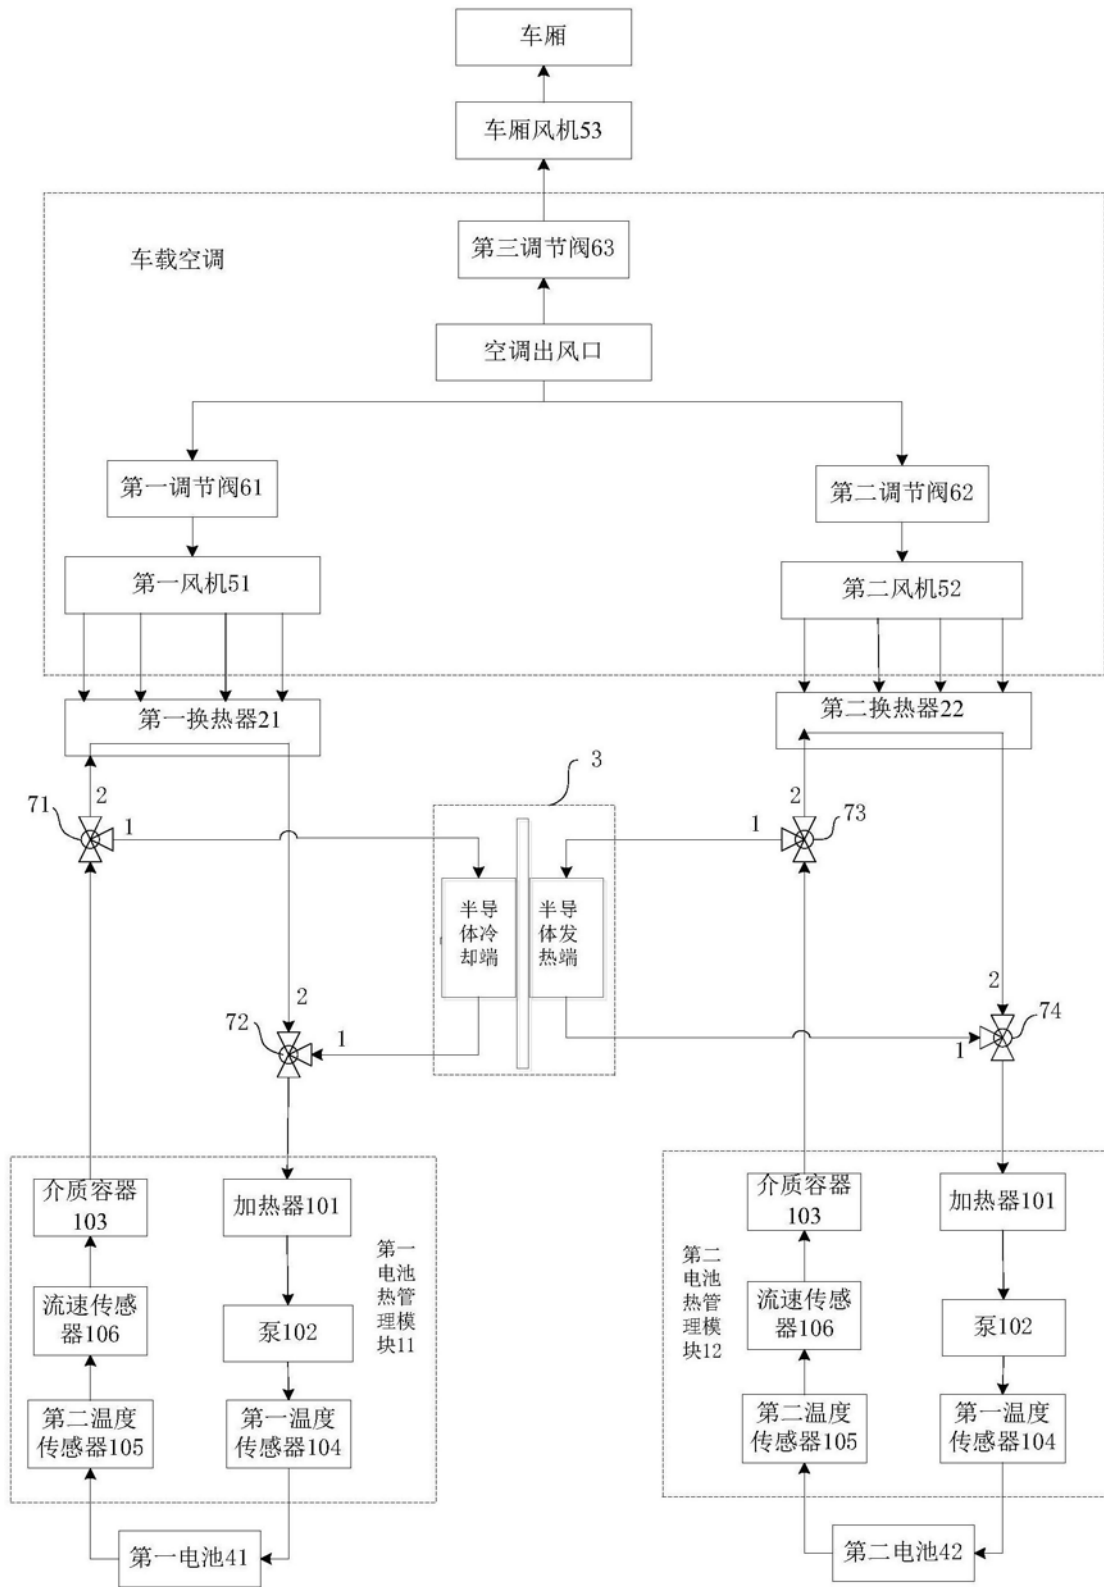 车厢
车厢风机53
第三调节阀63
车载空调
空调出风口
第一调节阀61
第二调节阀62
第一风机51
第二风机52
第一换热器21
第二换热器22
3
71
2
1
2
73
1
半导
体冷
却端
半导
体发
热端
2
72
1
2
74
1
介质容器
103
加热器101
第一
电池
热管
理模
块11
流速传感
器106
泵102
第二温度
传感器105
第一温度
传感器104
第一电池41
介质容器
103
加热器101
第二
电池
热管
理模
块12
流速传感
器106
泵102
第二温度
传感器105
第一温度
传感器104
第二电池42